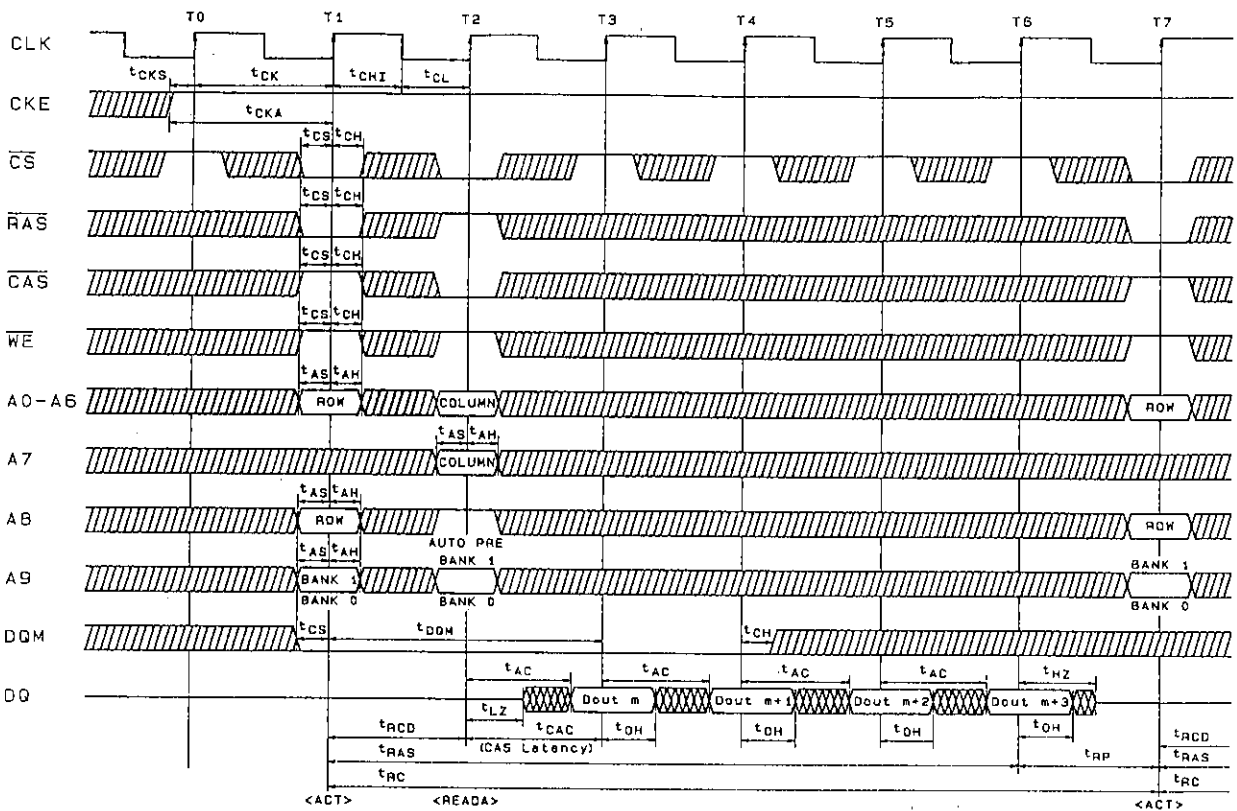 T0 T1 T2 T3 T4 T5 T6 T7
CLK
tCKS tCK tCHI tCL
CKE
tCKA
tCS tCH
CS
tCS tCH
RAS
tCS tCH
CAS
tCS tCH
WE
tAS tAH
A0-A6 ROW COLUMN ROW
tAS tAH
A7 COLUMN
tAS tAH
A8 ROW ROW
AUTO PRE
tAS tAH BANK 1 BANK 1
A9 BANK 1
BANK 0 BANK 0 BANK 0
DQM tCS tDQM tCH
tAC tAC tAC tAC tHZ
DQ Dout m Dout m+1 Dout m+2 Dout m+3
tLZ
tCAC tOH tOH tOH tOH
tRCD (CAS Latency) tRCD
tRAS tRP tRAS
tRC tRC
<ACT> <READA> <ACT>